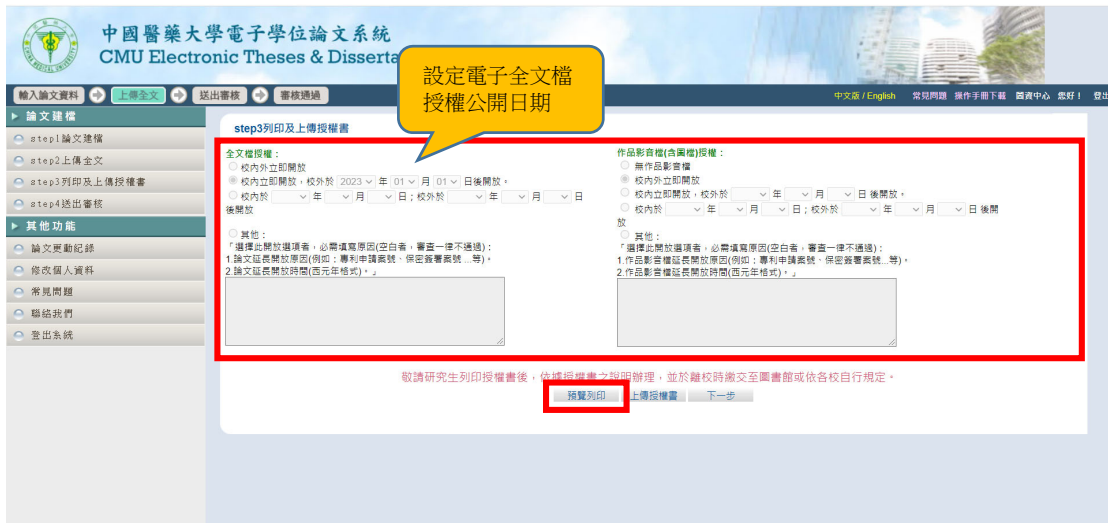 中國醫藥大學電子學位論文系統
CMU Electronic Theses & Disserta
設定電子全文檔
授權公開日期
輸入論文資料 上傳全文 送出審核 審核通過
中文版 / English 常見問題 操作手冊下載 圖資中心 您好! 登出
論文建檔
step1論文建檔
step2上傳全文
step3列印及上傳授權書
step4送出審核
其他功能
論文更動紀錄
修改個人資料
常見問題
聯絡我們
登出系統
step3列印及上傳授權書
全文檔授權:
校內外立即開放
校內立即開放,校外於 2023 年 01 月 01 日後開放。
校內於 年 月 日;校外於 年 月 日
後開放
其他:
「選擇此開放選項者,必需填寫原因(空白者,審查一律不通過):
1.論文延長開放原因(例如:專利申請案號、保密簽署案號...等)。
2.論文延長開放時間(西元年格式)。」
作品影音檔(含圖檔)授權:
無作品影音檔
校內外立即開放
校內立即開放,校外於 年 月 日 後開放。
校內於 年 月 日;校外於 年 月 日 後開
放
其他:
「選擇此開放選項者,必需填寫原因(空白者,審查一律不通過):
1.作品影音檔延長開放原因(例如:專利申請案號、保密簽署案號...等)。
2.作品影音檔延長開放時間(西元年格式)。」
敬請研究生列印授權書後,依據授權書之說明辦理,並於離校時繳交至圖書館或依各校自行規定。
預覽列印 上傳授權書 下一步